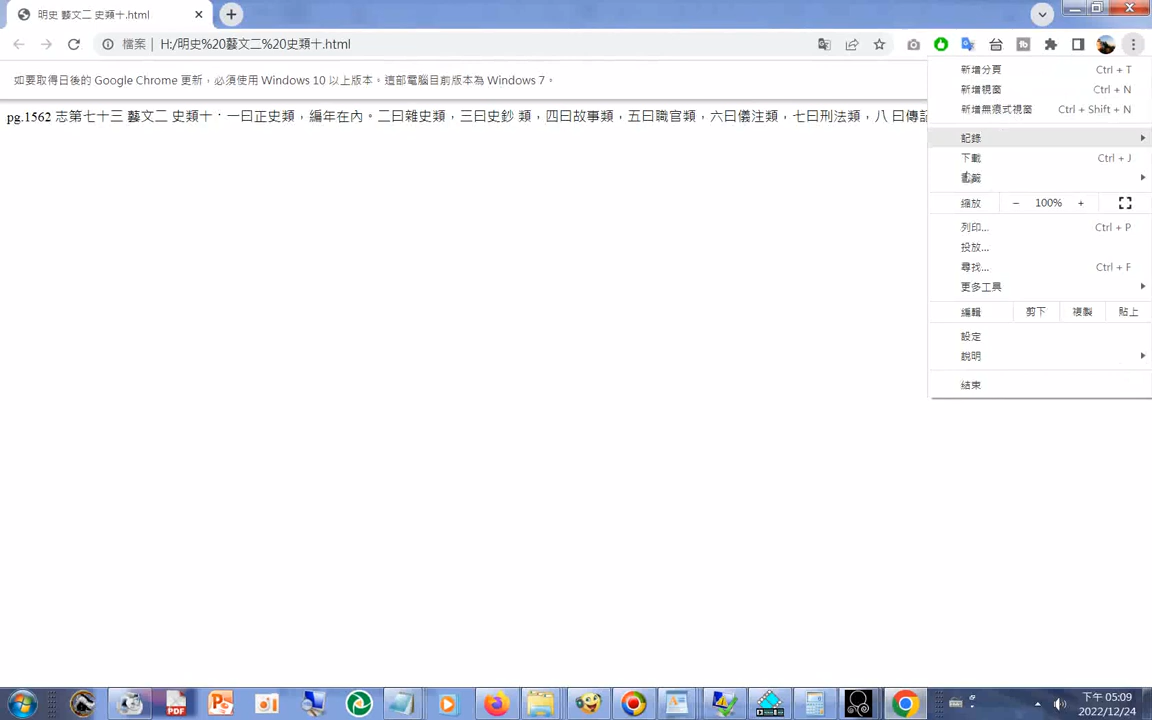 明史 藝文二 史類十.html
檔案 | H:/明史%20藝文二%20史類十.html
如要取得日後的 Google Chrome 更新，必須使用 Windows 10 以上版本。這部電腦目前版本為 Windows 7。
pg.1562 志第七十三 藝文二 史類十‧一曰正史類，編年在內。二曰雜史類，三曰史鈔 類，四曰故事類，五曰職官類，六曰儀注類，七曰刑法類，八 曰傳
新增分頁 Ctrl + T
新增視窗 Ctrl + N
新增無痕式視窗 Ctrl + Shift + N
記錄
下載 Ctrl + J
書籤
縮放 − 100% +
列印... Ctrl + P
投放...
尋找... Ctrl + F
更多工具
編輯 剪下 複製 貼上
設定
說明
結束
下午 05:09
2022/12/24